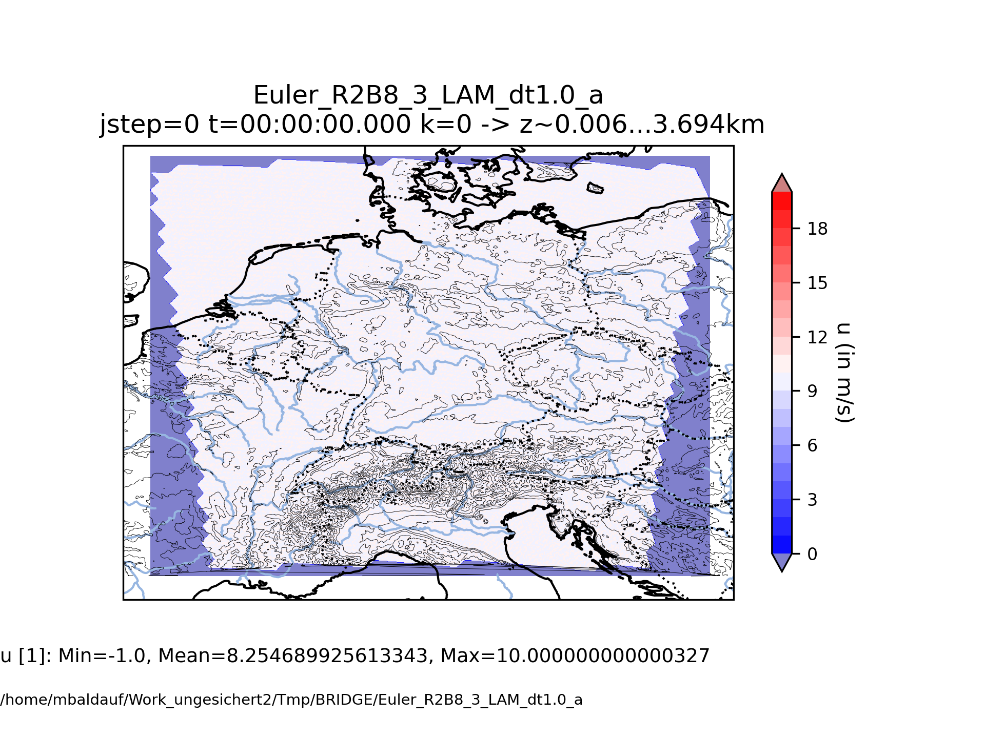 Euler_R2B8_3_LAM_dt1.0_a
jstep=0 t=00:00:00.000 k=0 -> z~0.006...3.694km
18
15
12
9
6
3
0
u (in m/s)
u [1]: Min=-1.0, Mean=8.254689925613343, Max=10.000000000000327
/home/mbaldauf/Work_ungesichert2/Tmp/BRIDGE/Euler_R2B8_3_LAM_dt1.0_a